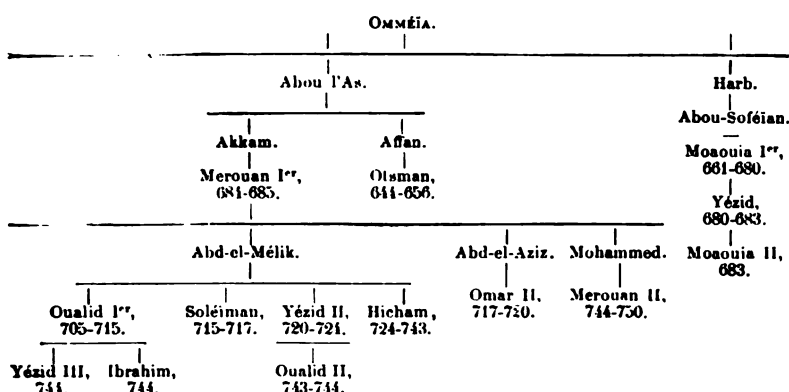 OMMÉÏA.
Abou l'As. Harb.
Abou-Soféian.
Akkam. Affan.
Moaouia Iᵉʳ,
Merouan Iᵉʳ, Otsman, 661-680.
684-685. 644-656.
Yézid,
680-683.
Abd-el-Mélik. Abd-el-Aziz. Mohammed. Moaouia II,
683.
Oualid Iᵉʳ, Soléiman, Yézid II, Hicham, Omar II, Merouan II,
705-715. 715-717. 720-724. 724-743. 717-720. 744-750.
Yézid III, Ibrahim, Oualid II,
744. 744. 743-744.